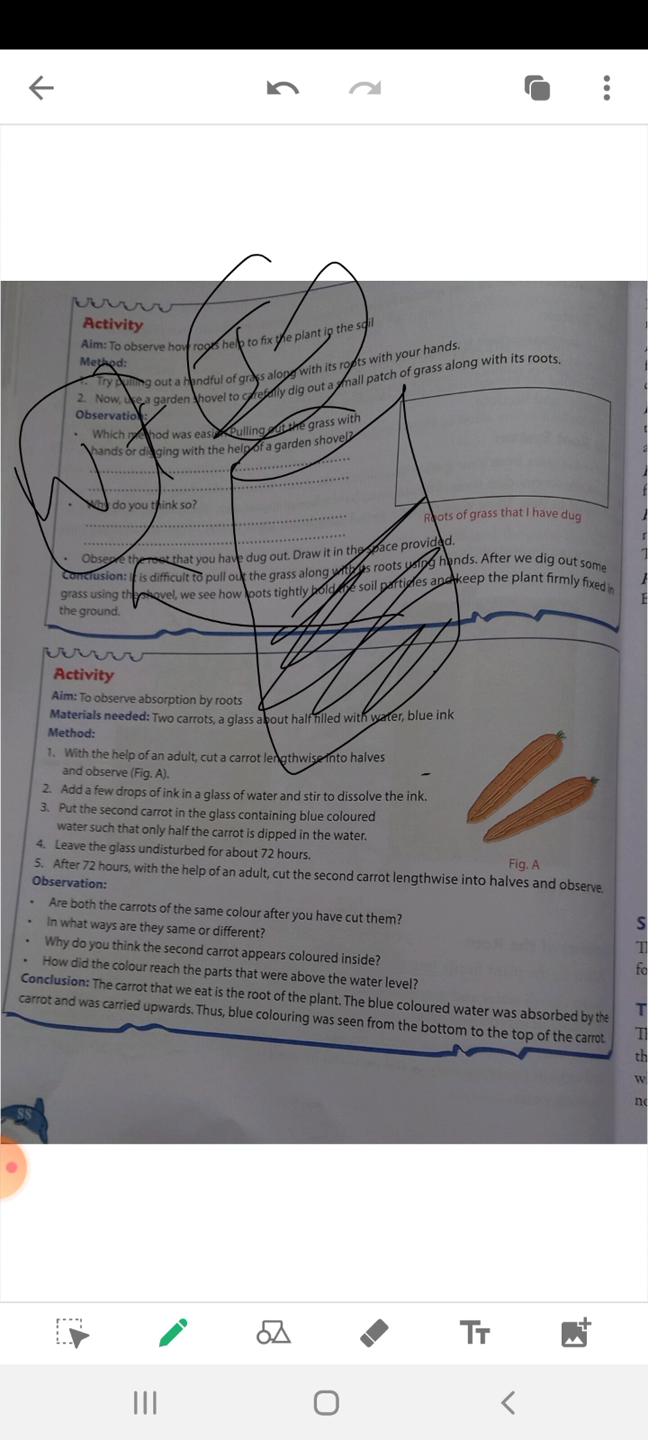 Activity
Aim: To observe how roots help to fix the plant in the soil
Method:
1. Try pulling out a handful of grass along with its roots with your hands.
2. Now, use a garden shovel to carefully dig out a small patch of grass along with its roots.
Observation:
• Which method was easier? Pulling out the grass with
hands or digging with the help of a garden shovel?
• Why do you think so?
Roots of grass that I have dug
• Observe the root that you have dug out. Draw it in the space provided.
Conclusion: It is difficult to pull out the grass along with its roots using hands. After we dig out some
grass using the shovel, we see how roots tightly hold the soil particles and keep the plant firmly fixed in
the ground.
Activity
Aim: To observe absorption by roots
Materials needed: Two carrots, a glass about half filled with water, blue ink
Method:
1. With the help of an adult, cut a carrot lengthwise into halves
and observe (Fig. A).
2. Add a few drops of ink in a glass of water and stir to dissolve the ink.
3. Put the second carrot in the glass containing blue coloured
water such that only half the carrot is dipped in the water.
4. Leave the glass undisturbed for about 72 hours.
Fig. A
5. After 72 hours, with the help of an adult, cut the second carrot lengthwise into halves and observe.
Observation:
• Are both the carrots of the same colour after you have cut them?
• In what ways are they same or different?
• Why do you think the second carrot appears coloured inside?
• How did the colour reach the parts that were above the water level?
Conclusion: The carrot that we eat is the root of the plant. The blue coloured water was absorbed by the
carrot and was carried upwards. Thus, blue colouring was seen from the bottom to the top of the carrot.
Tт